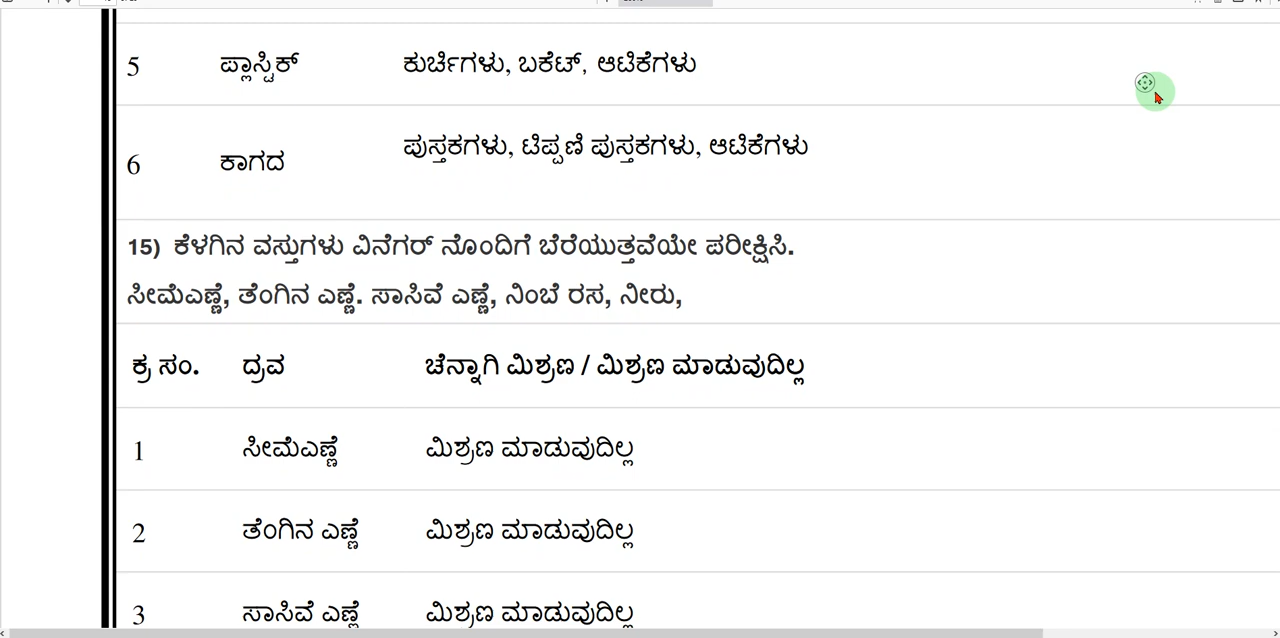 5 ಪ್ಲಾಸ್ಟಿಕ್ ಕುರ್ಚಿಗಳು, ಬಕೆಟ್, ಆಟಿಕೆಗಳು
6 ಕಾಗದ ಪುಸ್ತಕಗಳು, ಟಿಪ್ಪಣಿ ಪುಸ್ತಕಗಳು, ಆಟಿಕೆಗಳು
15) ಕೆಳಗಿನ ವಸ್ತುಗಳು ವಿನೆಗರ್ ನೊಂದಿಗೆ ಬೆರೆಯುತ್ತವೆಯೇ ಪರೀಕ್ಷಿಸಿ.
ಸೀಮೆಎಣ್ಣೆ, ತೆಂಗಿನ ಎಣ್ಣೆ. ಸಾಸಿವೆ ಎಣ್ಣೆ, ನಿಂಬೆ ರಸ, ನೀರು,
ಕ್ರ ಸಂ. ದ್ರವ ಚೆನ್ನಾಗಿ ಮಿಶ್ರಣ / ಮಿಶ್ರಣ ಮಾಡುವುದಿಲ್ಲ
1 ಸೀಮೆಎಣ್ಣೆ ಮಿಶ್ರಣ ಮಾಡುವುದಿಲ್ಲ
2 ತೆಂಗಿನ ಎಣ್ಣೆ ಮಿಶ್ರಣ ಮಾಡುವುದಿಲ್ಲ
3 ಸಾಸಿವೆ ಎಣ್ಣೆ ಮಿಶ್ರಣ ಮಾಡುವುದಿಲ್ಲ